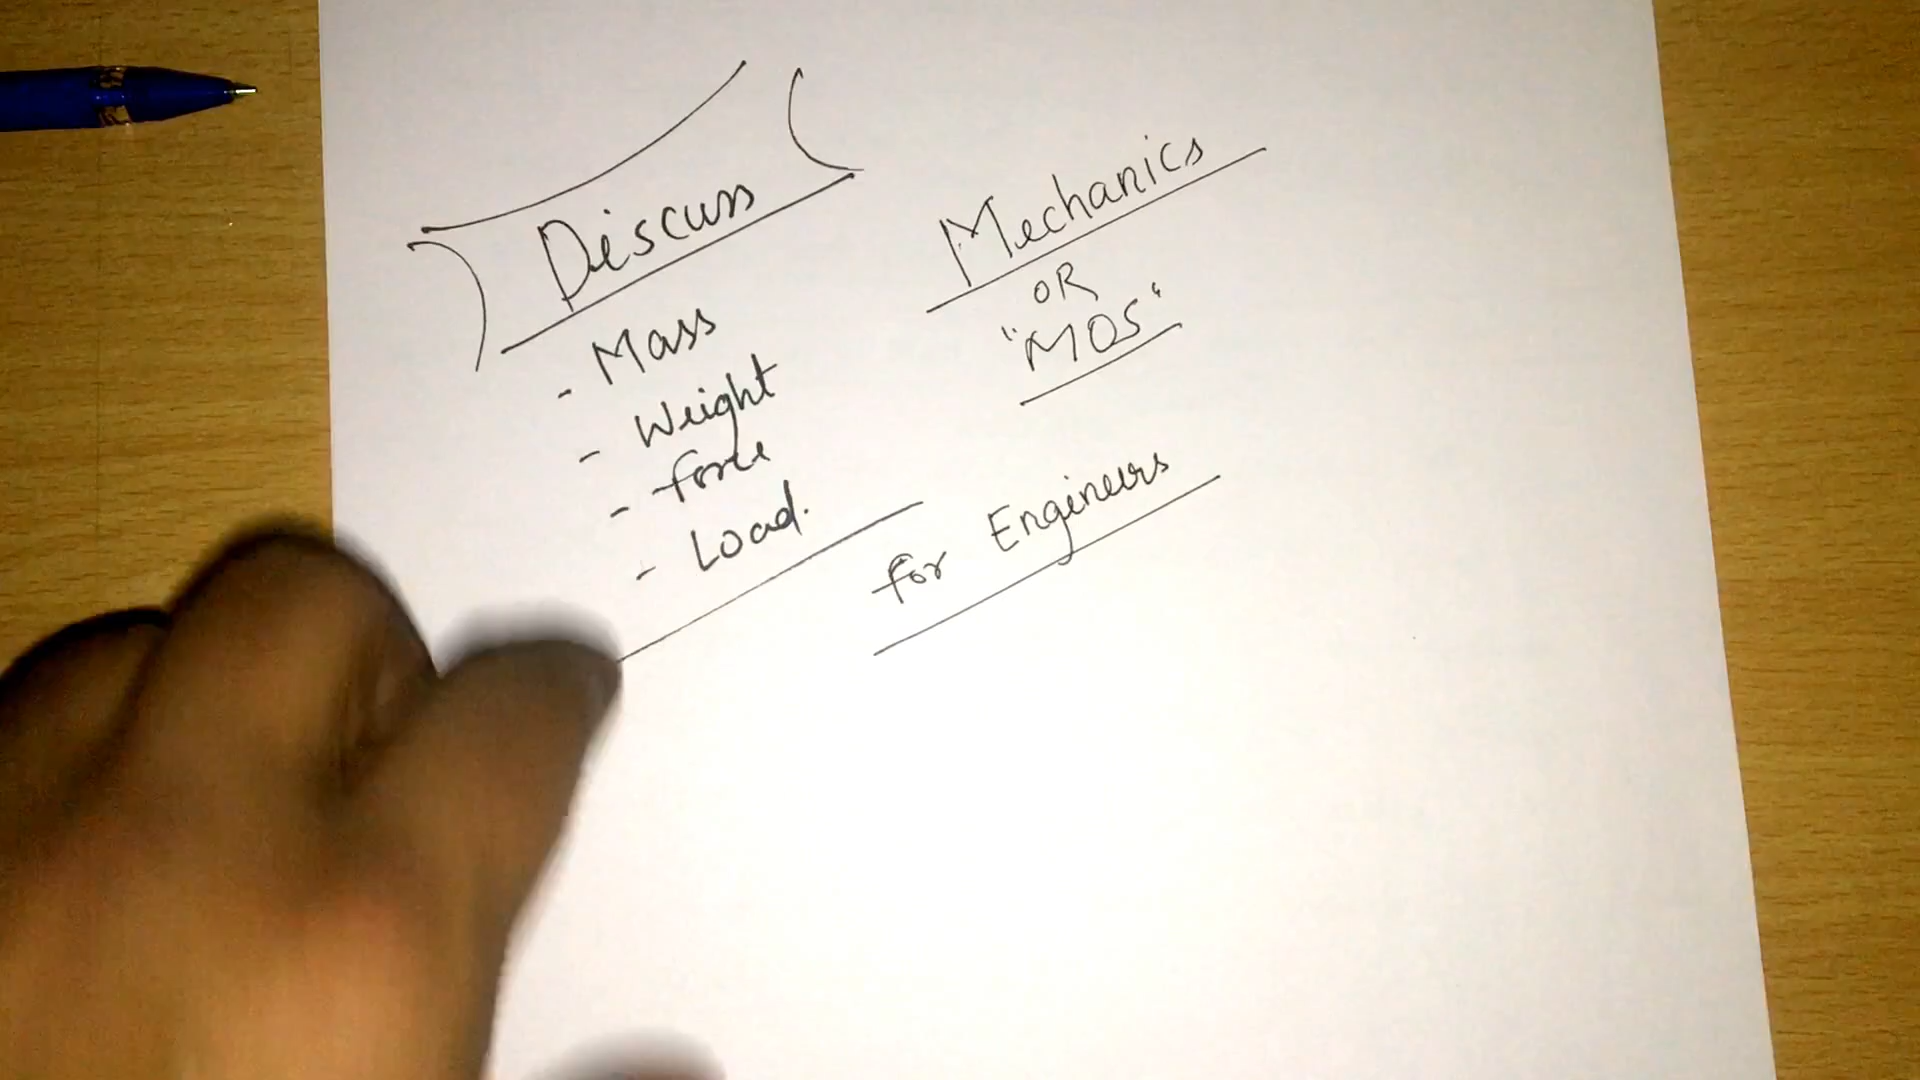 Discuss
- Mass
- Weight
- force
- Load.
Mechanics
OR
"MOS"
for Engineers